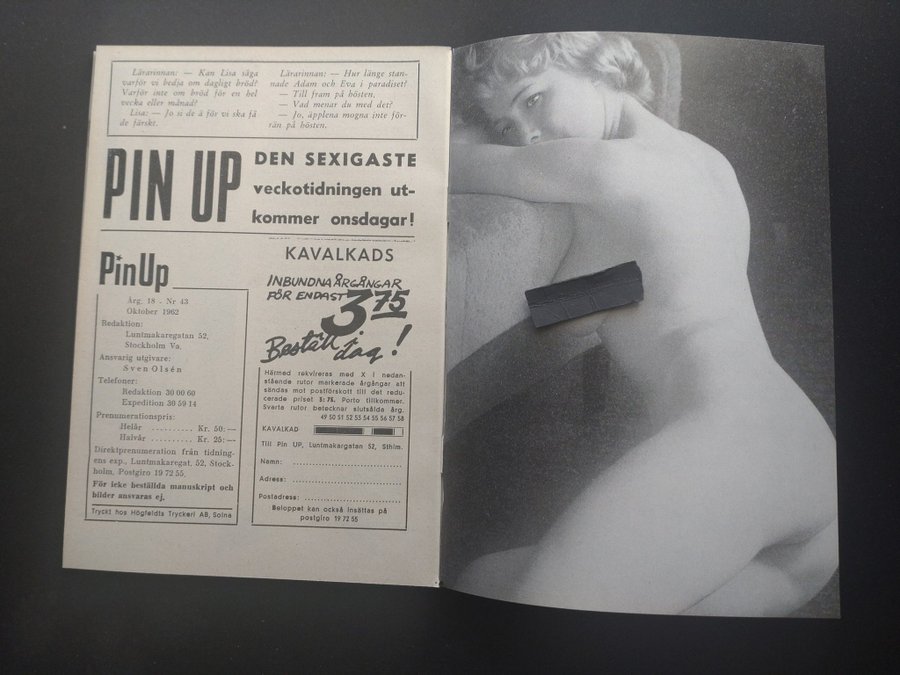 Lärarinnan: — Kan Lisa säga
varför vi bedja om dagligt bröd?
Varför inte om bröd för en hel
vecka eller månad?
Lisa: — Jo si de ä för vi ska få
de färskt.
Lärarinnan: — Hur länge stan-
nade Adam och Eva i paradiset?
— Till fram på hösten.
— Vad menar du med det?
— Jo, äpplena mogna inte för-
rän på hösten.
PIN UP
DEN SEXIGASTE
veckotidningen ut-
kommer onsdagar!
PinUp
Årg. 18 - Nr 43
Oktober 1962
Redaktion:
Luntmakaregatan 52,
Stockholm Va.
Ansvarig utgivare:
Sven Olsén
Telefoner:
Redaktion 30 00 60
Expedition 30 59 14
Prenumerationspris:
Helår .......... Kr. 50:—
Halvår .......... Kr. 25:—
Direktprenumeration från tidning-
ens exp., Luntmakaregat. 52, Stock-
holm, Postgiro 19 72 55.
För icke beställda manuskript och
bilder ansvaras ej.
Tryckt hos Högfeldts Tryckeri AB, Solna
KAVALKADS
INBUNDNA ÅRGÅNGAR
FÖR ENDAST 3.75
Beställ i dag!
Härmed rekvireras med X i nedan-
stående rutor markerade årgångar att
sändas mot postförskott till det redu-
cerade priset 3:75. Porto tillkommer.
Svarta rutor betecknar slutsålda årg.
49 50 51 52 53 54 55 56 57 58
KAVALKAD
Till Pin UP, Luntmakargatan 52, Sthlm.
Namn: ..............................
Adress: ..............................
Postadress: ..............................
Beloppet kan också insättas på
postgiro 19 72 55